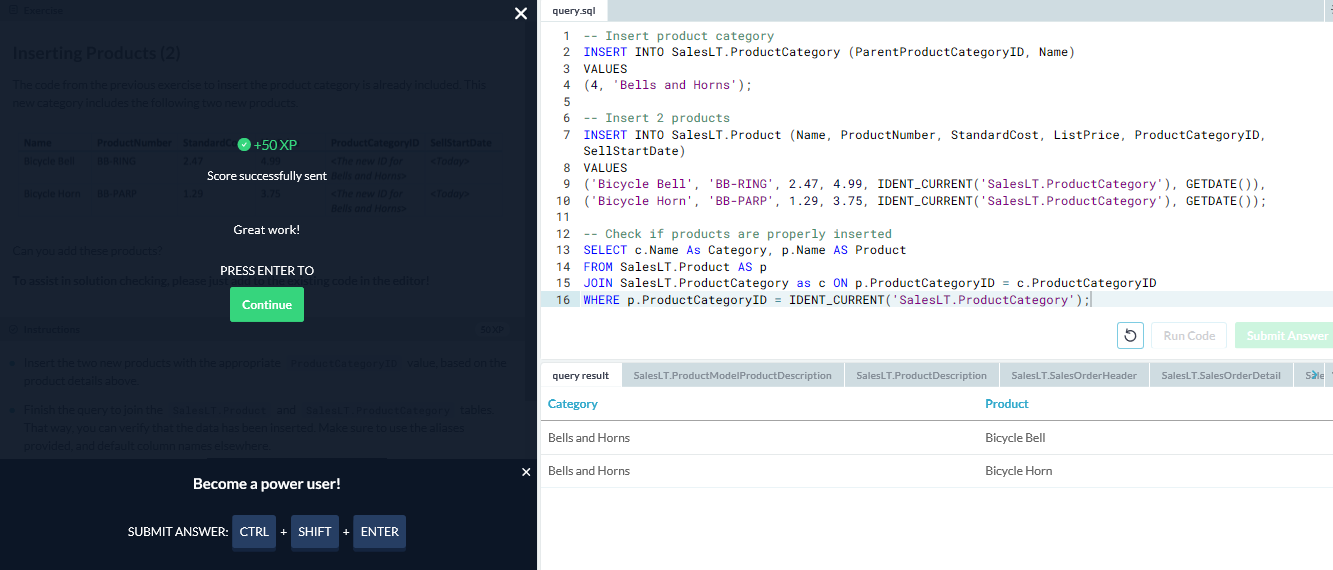 Exercise
Inserting Products (2)
The code from the previous exercise to insert the product category is already included. This
new category includes the following two new products:
Name ProductNumber StandardCost ProductCategoryID SellStartDate
Bicycle Bell BB-RING 2.47 4.99 <The new ID for <Today>
Bells and Horns>
Bicycle Horn BB-PARP 1.29 3.75 <The new ID for <Today>
Bells and Horns>
Can you add these products?
To assist in solution checking, please just add to the existing code in the editor!
Instructions 50 XP
Insert the two new products with the appropriate ProductCategoryID value, based on the
product details above.
Finish the query to join the SalesLT.Product and SalesLT.ProductCategory tables.
That way, you can verify that the data has been inserted. Make sure to use the aliases
provided, and default column names elsewhere.
+50 XP
Score successfully sent
Great work!
PRESS ENTER TO
Continue
Become a power user!
SUBMIT ANSWER: CTRL + SHIFT + ENTER
query.sql
1 -- Insert product category
2 INSERT INTO SalesLT.ProductCategory (ParentProductCategoryID, Name)
3 VALUES
4 (4, 'Bells and Horns');
5
6 -- Insert 2 products
7 INSERT INTO SalesLT.Product (Name, ProductNumber, StandardCost, ListPrice, ProductCategoryID,
SellStartDate)
8 VALUES
9 ('Bicycle Bell', 'BB-RING', 2.47, 4.99, IDENT_CURRENT('SalesLT.ProductCategory'), GETDATE()),
10 ('Bicycle Horn', 'BB-PARP', 1.29, 3.75, IDENT_CURRENT('SalesLT.ProductCategory'), GETDATE());
11
12 -- Check if products are properly inserted
13 SELECT c.Name As Category, p.Name AS Product
14 FROM SalesLT.Product AS p
15 JOIN SalesLT.ProductCategory as c ON p.ProductCategoryID = c.ProductCategoryID
16 WHERE p.ProductCategoryID = IDENT_CURRENT('SalesLT.ProductCategory');
Run Code Submit Answer
query result SalesLT.ProductModelProductDescription SalesLT.ProductDescription SalesLT.SalesOrderHeader SalesLT.SalesOrderDetail
Category Product
Bells and Horns Bicycle Bell
Bells and Horns Bicycle Horn